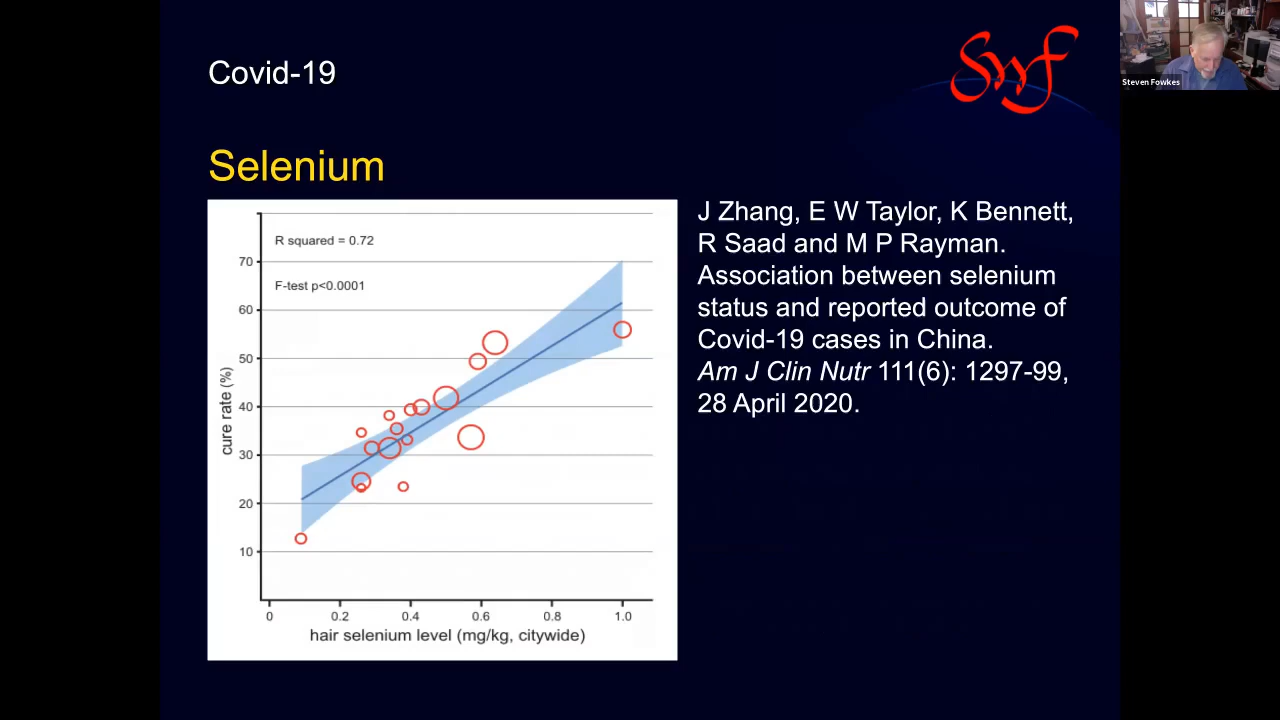 Covid-19
Swf
Steven Fowkes
Selenium
R squared = 0.72
F-test p<0.0001
70
60
50
40
30
20
10
cure rate (%)
0 0.2 0.4 0.6 0.8 1.0
hair selenium level (mg/kg, citywide)
J Zhang, E W Taylor, K Bennett,
R Saad and M P Rayman.
Association between selenium
status and reported outcome of
Covid-19 cases in China.
Am J Clin Nutr 111(6): 1297-99,
28 April 2020.